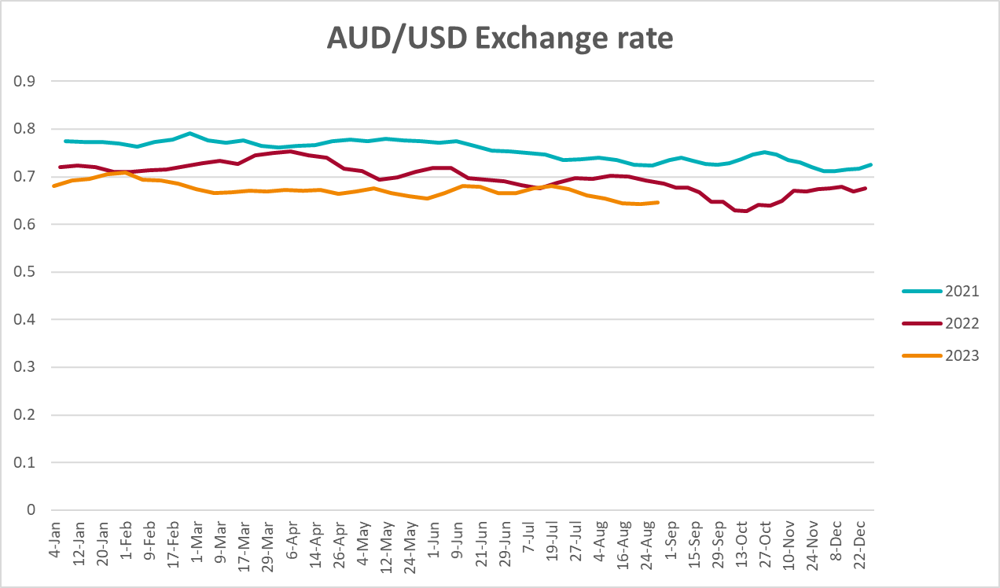 AUD/USD Exchange rate
0.9
0.8
0.7
0.6
0.5
0.4
0.3
0.2
0.1
0
4-Jan
12-Jan
20-Jan
1-Feb
9-Feb
17-Feb
1-Mar
9-Mar
17-Mar
29-Mar
6-Apr
14-Apr
26-Apr
4-May
12-May
24-May
1-Jun
9-Jun
21-Jun
29-Jun
7-Jul
19-Jul
27-Jul
4-Aug
16-Aug
24-Aug
1-Sep
15-Sep
29-Sep
13-Oct
27-Oct
10-Nov
24-Nov
8-Dec
22-Dec
2021
2022
2023